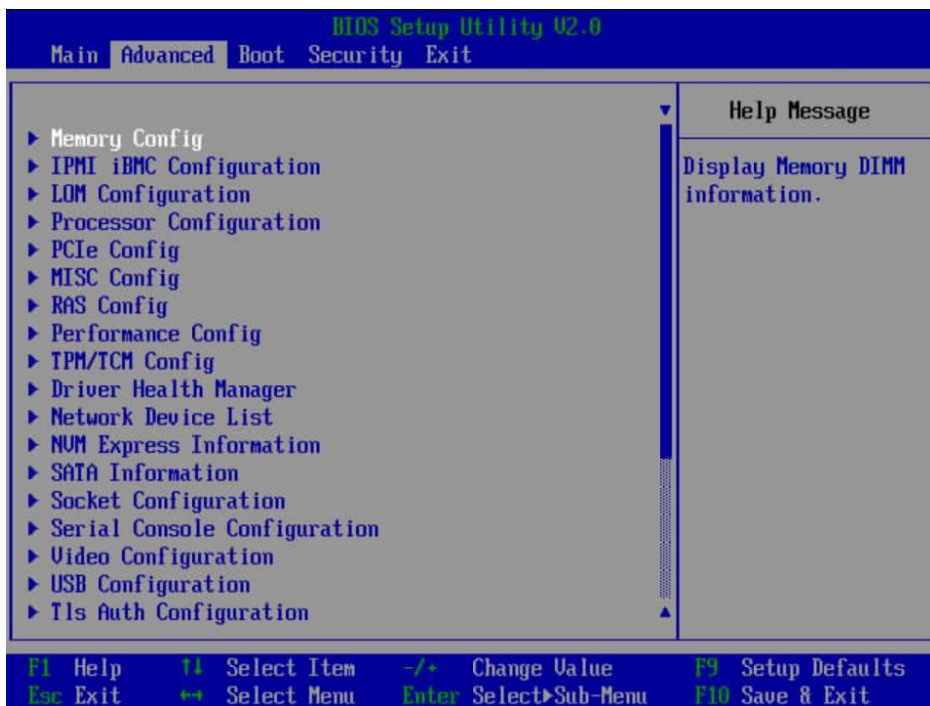 BIOS Setup Utility V2.0
Main Advanced Boot Security Exit
Help Message
Display Memory DIMM
information.
Memory Config
IPMI iBMC Configuration
LOM Configuration
Processor Configuration
PCIe Config
MISC Config
RAS Config
Performance Config
TPM/TCM Config
Driver Health Manager
Network Device List
NVM Express Information
SATA Information
Socket Configuration
Serial Console Configuration
Video Configuration
USB Configuration
Tls Auth Configuration
F1 Help ↑↓ Select Item -/+ Change Value F9 Setup Defaults
Esc Exit ←→ Select Menu Enter Select▶Sub-Menu F10 Save & Exit